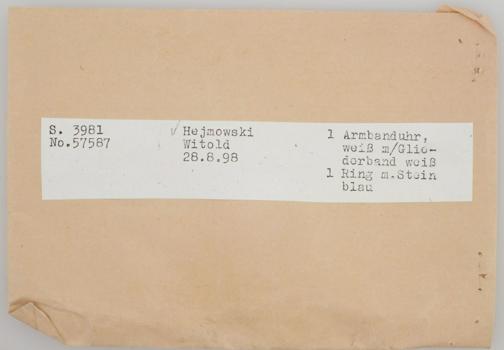 S. 3981
No.57587
Hejmowski
Witold
28.8.98
1 Armbanduhr,
weiß m/Glie-
derband weiß
1 Ring m.Stein
blau